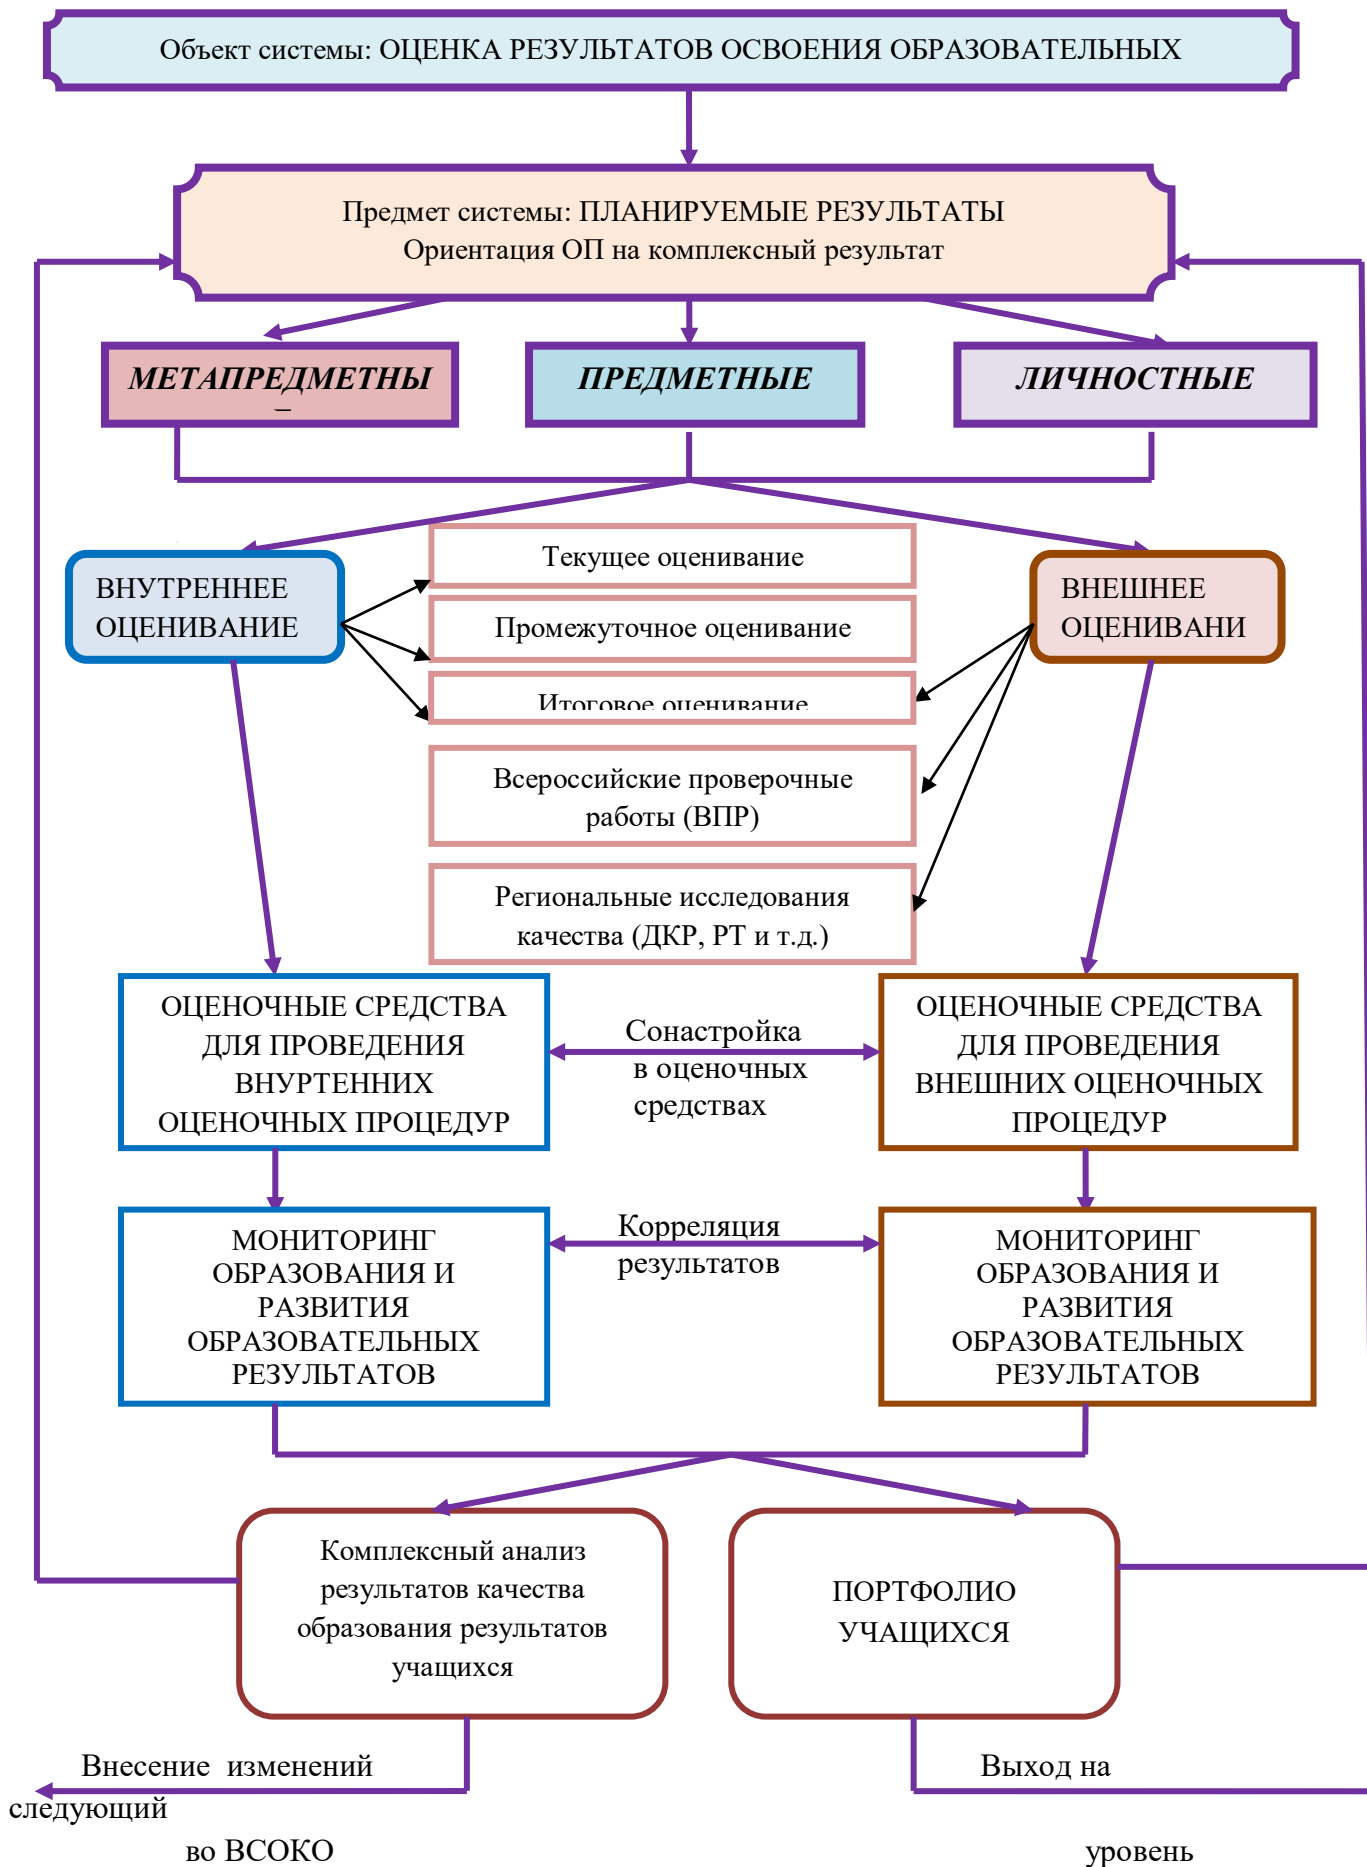 Объект системы: ОЦЕНКА РЕЗУЛЬТАТОВ ОСВОЕНИЯ ОБРАЗОВАТЕЛЬНЫХ
Предмет системы: ПЛАНИРУЕМЫЕ РЕЗУЛЬТАТЫ
Ориентация ОП на комплексный результат
МЕТАПРЕДМЕТНЫ
ПРЕДМЕТНЫЕ
ЛИЧНОСТНЫЕ
ВНУТРЕННЕЕ
ОЦЕНИВАНИЕ
Текущее оценивание
Промежуточное оценивание
Итоговое оценивание
Всероссийские проверочные
работы (ВПР)
Региональные исследования
качества (ДКР, РТ и т.д.)
ВНЕШНЕЕ
ОЦЕНИВАНИ
ОЦЕНОЧНЫЕ СРЕДСТВА
ДЛЯ ПРОВЕДЕНИЯ
ВНУРТЕННИХ
ОЦЕНОЧНЫХ ПРОЦЕДУР
Сонастройка
в оценочных
средствах
ОЦЕНОЧНЫЕ СРЕДСТВА
ДЛЯ ПРОВЕДЕНИЯ
ВНЕШНИХ ОЦЕНОЧНЫХ
ПРОЦЕДУР
МОНИТОРИНГ
ОБРАЗОВАНИЯ И
РАЗВИТИЯ
ОБРАЗОВАТЕЛЬНЫХ
РЕЗУЛЬТАТОВ
Корреляция
результатов
МОНИТОРИНГ
ОБРАЗОВАНИЯ И
РАЗВИТИЯ
ОБРАЗОВАТЕЛЬНЫХ
РЕЗУЛЬТАТОВ
Комплексный анализ
результатов качества
образования результатов
учащихся
ПОРТФОЛИО
УЧАЩИХСЯ
Внесение изменений Выход на
следующий
во ВСОКО уровень